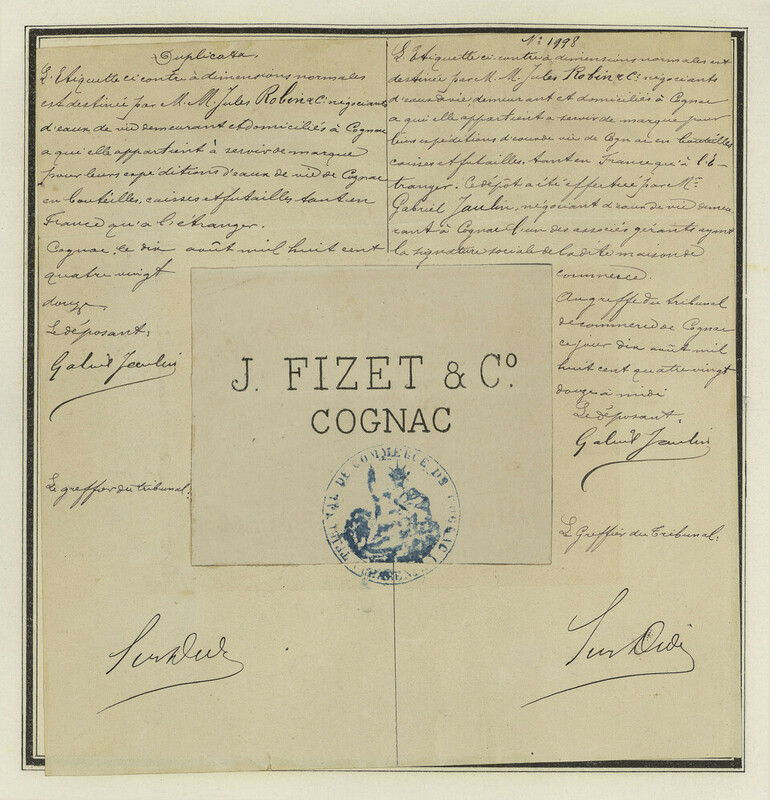 Duplicata
L'Etiquette ci contre à dimensions normales
est destinée par M. M. Jules Robin & Cie négociants
d'eaux de vie demeurant et domiciliés à Cognac
a qui elle appartient à servir de marque
pour leurs expéditions d'eaux de vie de Cognac
en bouteilles, caisses et futailles, tant en
France qu'à l'étranger.
Cognac, le dix août mil huit cent
quatre vingt
douze,
Le déposant:
Gabriel Jaulin
Le greffier du tribunal:
No 1998
L'Etiquette ci contre à dimensions normales est
destinée par M. M. Jules Robin & Cie négociants
d'eaux de vie, demeurant et domiciliés à Cognac
a qui elle appartient à servir de marque pour
leurs expéditions d'eaux de vie de Cognac en bouteilles
caisses et futailles, tant en France qu'à l'é-
tranger. Ce dépôt a été effectué par Mr
Gabriel Jaulin, négociant d'eaux de vie demeu-
rant à Cognac l'un des associés gérants ayant
la signature sociale de la dite maison de
commerce.
Au greffe du tribunal
de commerce de Cognac
ce jour dix août mil
huit cent quatre vingt
douze à midi
Le déposant
Gabriel Jaulin
Le Greffier du Tribunal:
J. FIZET & Co.
COGNAC
TRIBUNAL DE COMMERCE DE COGNAC